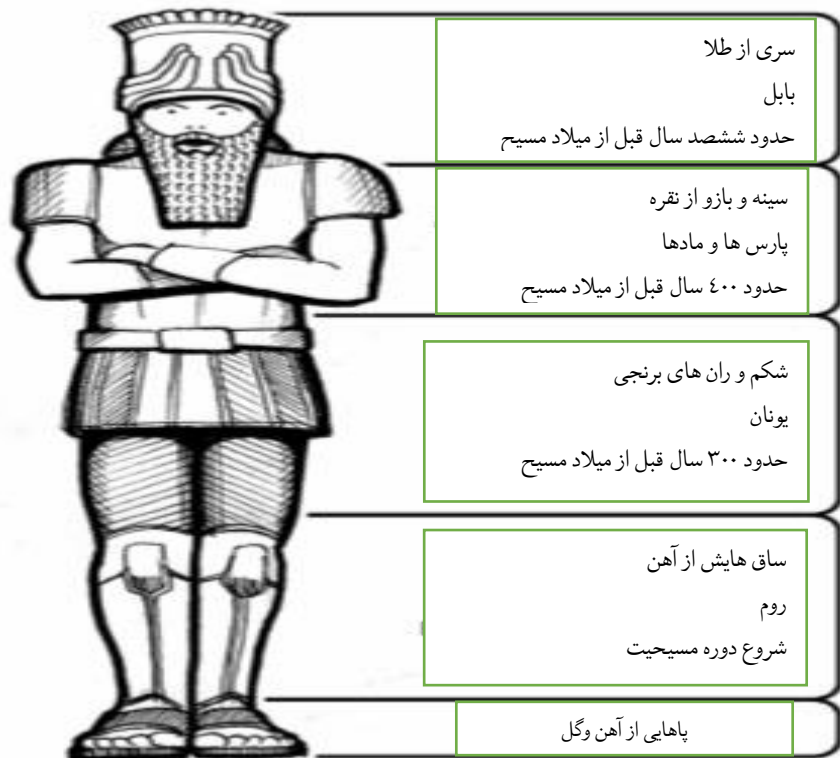 سری از طلا
بابل
حدود ششصد سال قبل از میلاد مسیح
سینه و بازو از نقره
پارس ها و مادها
حدود ٤٠٠ سال قبل از میلاد مسیح
شکم و ران های برنجی
یونان
حدود ٣٠٠ سال قبل از میلاد مسیح
ساق هایش از آهن
روم
شروع دوره مسیحیت
پاهایی از آهن وگل